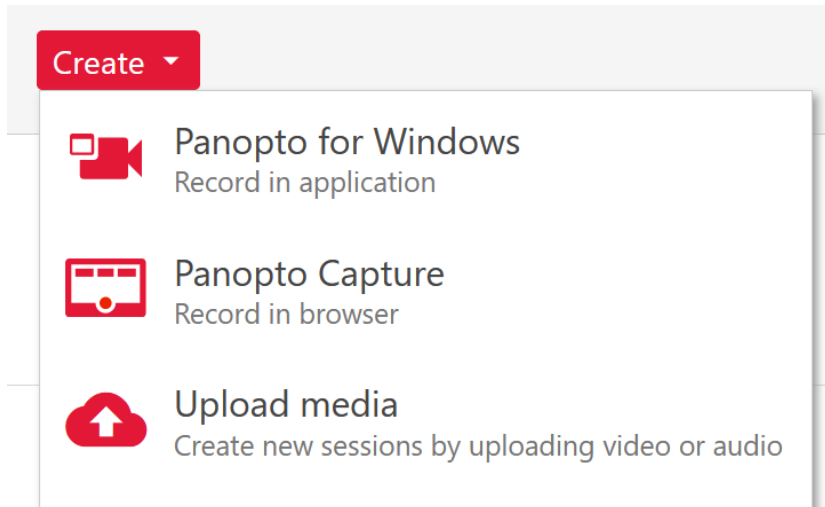 Create
Panopto for Windows
Record in application
Panopto Capture
Record in browser
Upload media
Create new sessions by uploading video or audio